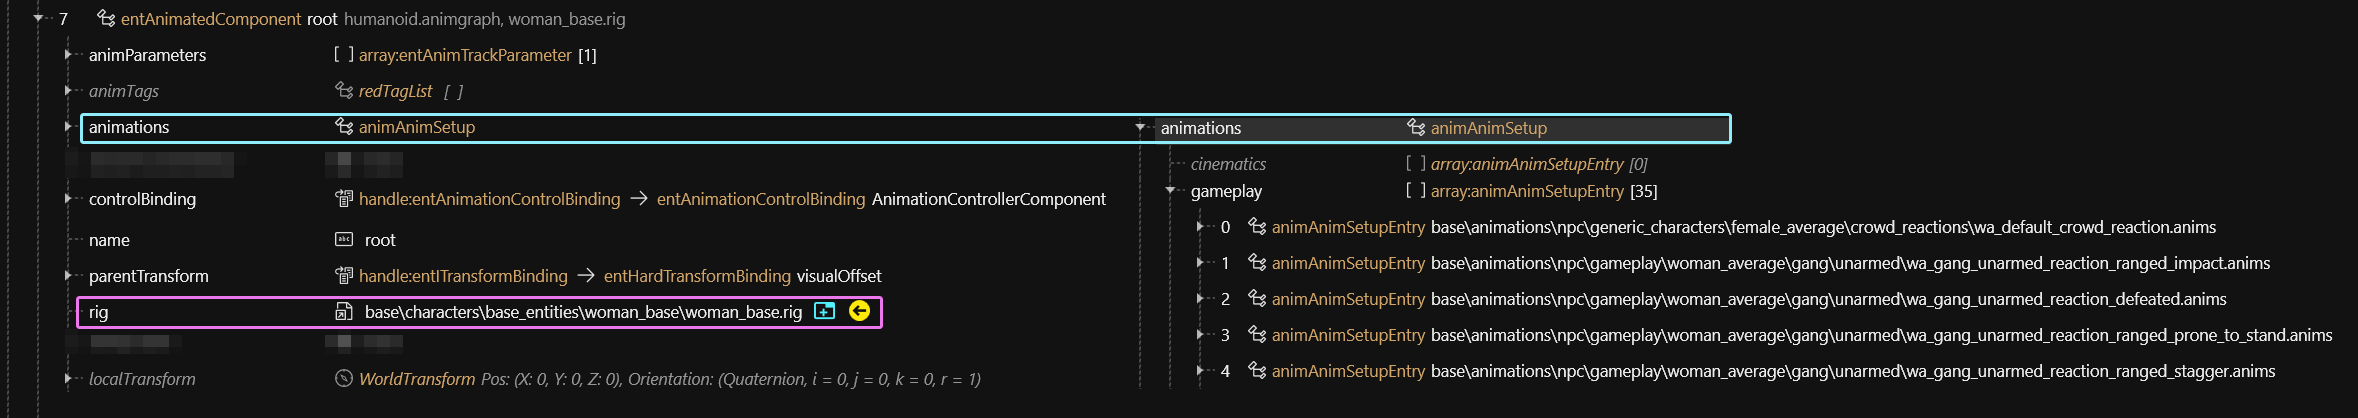 7 entAnimatedComponent root humanoid.animgraph, woman_base.rig
animParameters [ ] array:entAnimTrackParameter [1]
animTags redTagList [ ]
animations animAnimSetup
controlBinding handle:entAnimationControlBinding → entAnimationControlBinding AnimationControllerComponent
name abc root
parentTransform handle:entITransformBinding → entHardTransformBinding visualOffset
rig base\characters\base_entities\woman_base\woman_base.rig
localTransform WorldTransform Pos: (X: 0, Y: 0, Z: 0), Orientation: (Quaternion, i = 0, j = 0, k = 0, r = 1)
animations animAnimSetup
cinematics [ ] array:animAnimSetupEntry [0]
gameplay [ ] array:animAnimSetupEntry [35]
0 animAnimSetupEntry base\animations\npc\generic_characters\female_average\crowd_reactions\wa_default_crowd_reaction.anims
1 animAnimSetupEntry base\animations\npc\gameplay\woman_average\gang\unarmed\wa_gang_unarmed_reaction_ranged_impact.anims
2 animAnimSetupEntry base\animations\npc\gameplay\woman_average\gang\unarmed\wa_gang_unarmed_reaction_defeated.anims
3 animAnimSetupEntry base\animations\npc\gameplay\woman_average\gang\unarmed\wa_gang_unarmed_reaction_ranged_prone_to_stand.anims
4 animAnimSetupEntry base\animations\npc\gameplay\woman_average\gang\unarmed\wa_gang_unarmed_reaction_ranged_stagger.anims